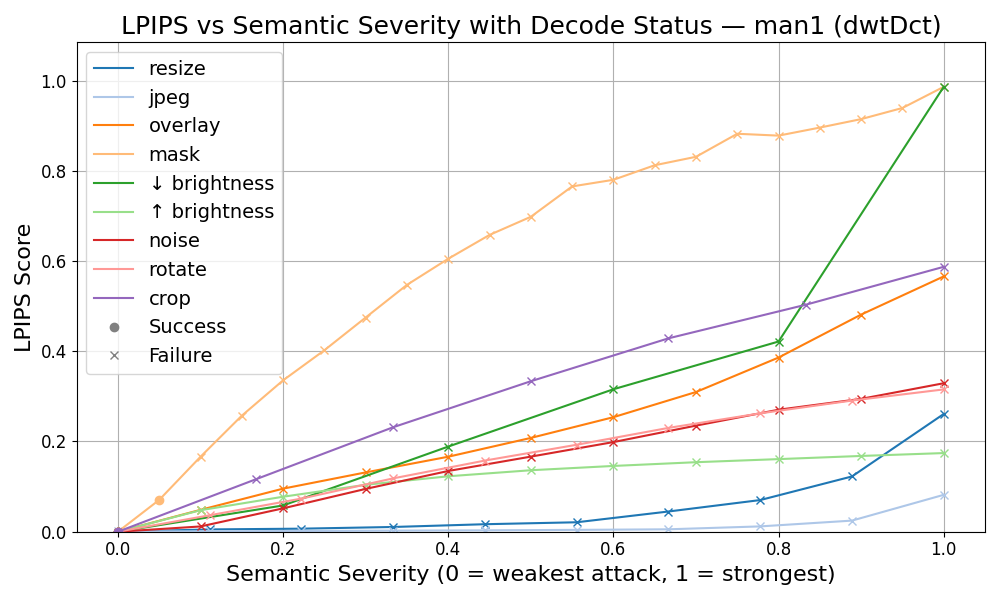 LPIPS vs Semantic Severity with Decode Status — man1 (dwtDct)
LPIPS Score
1.0
0.8
0.6
0.4
0.2
0.0
resize
jpeg
overlay
mask
↓ brightness
↑ brightness
noise
rotate
crop
Success
Failure
0.0 0.2 0.4 0.6 0.8 1.0
Semantic Severity (0 = weakest attack, 1 = strongest)